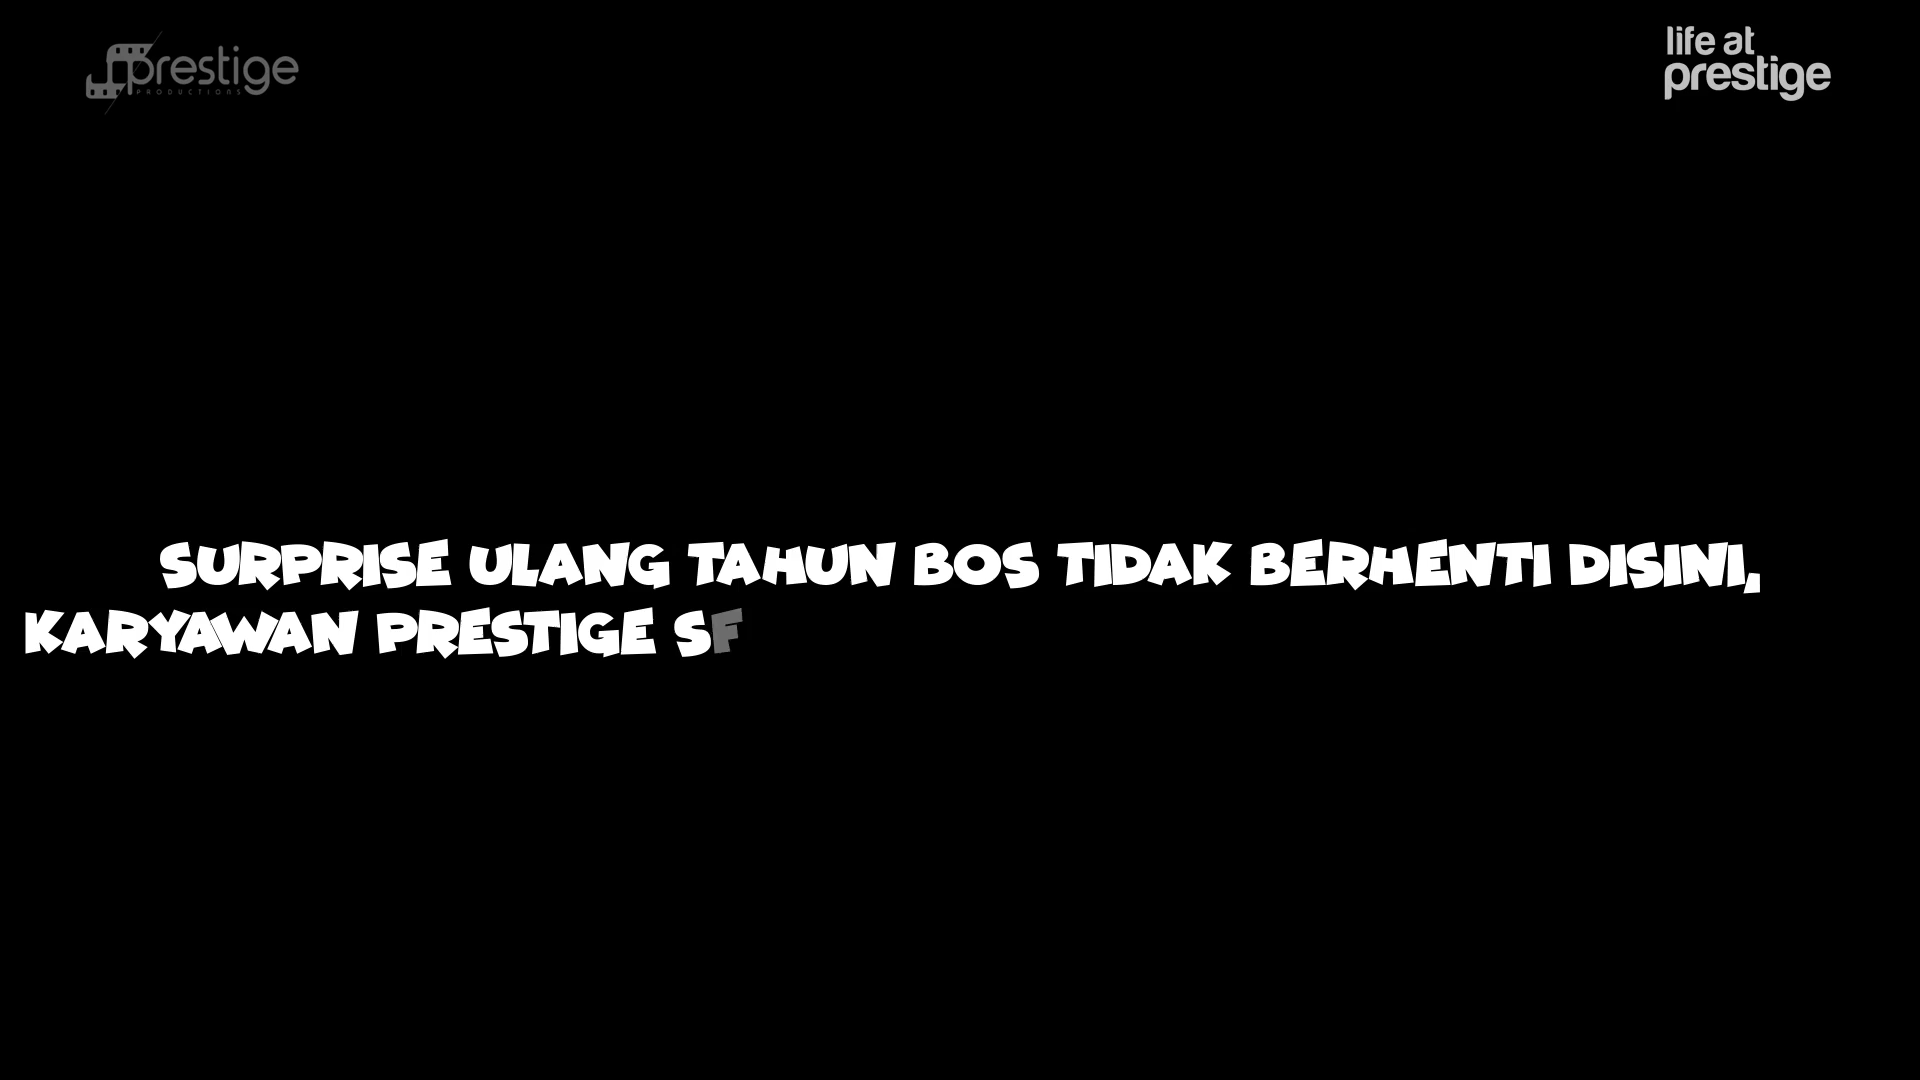 prestige
PRODUCTIONS
life at
prestige
SURPRISE ULANG TAHUN BOS TIDAK BERHENTI DISINI,
KARYAWAN PRESTIGE SF